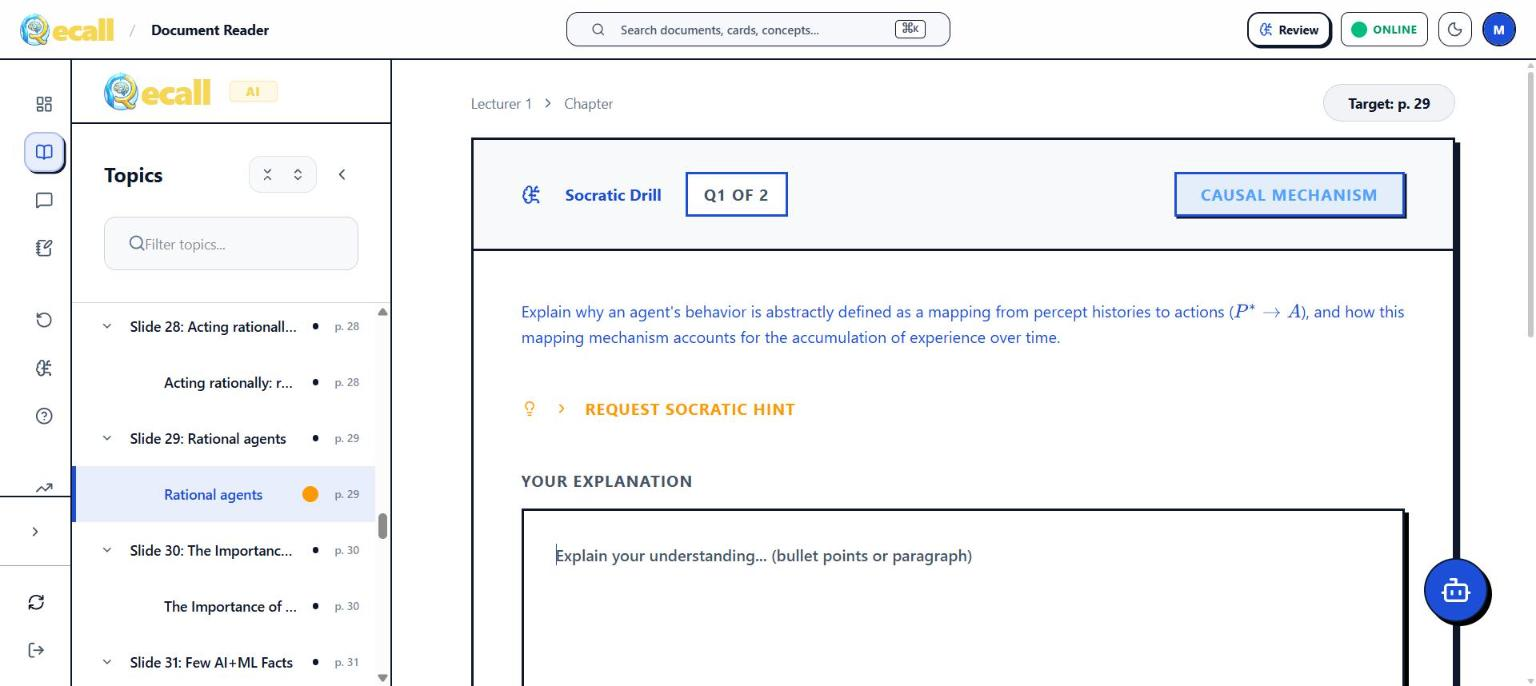 Recall / Document Reader
Search documents, cards, concepts... ⌘K
Review
ONLINE
M
Recall AI
Topics
Filter topics...
Slide 28: Acting rationall... • p. 28
Acting rationally: r... • p. 28
Slide 29: Rational agents • p. 29
Rational agents p. 29
Slide 30: The Importanc... • p. 30
The Importance of ... • p. 30
Slide 31: Few AI+ML Facts • p. 31
Lecturer 1 > Chapter
Target: p. 29
Socratic Drill
Q1 OF 2
CAUSAL MECHANISM
Explain why an agent's behavior is abstractly defined as a mapping from percept histories to actions (P* → A), and how this
mapping mechanism accounts for the accumulation of experience over time.
> REQUEST SOCRATIC HINT
YOUR EXPLANATION
Explain your understanding... (bullet points or paragraph)